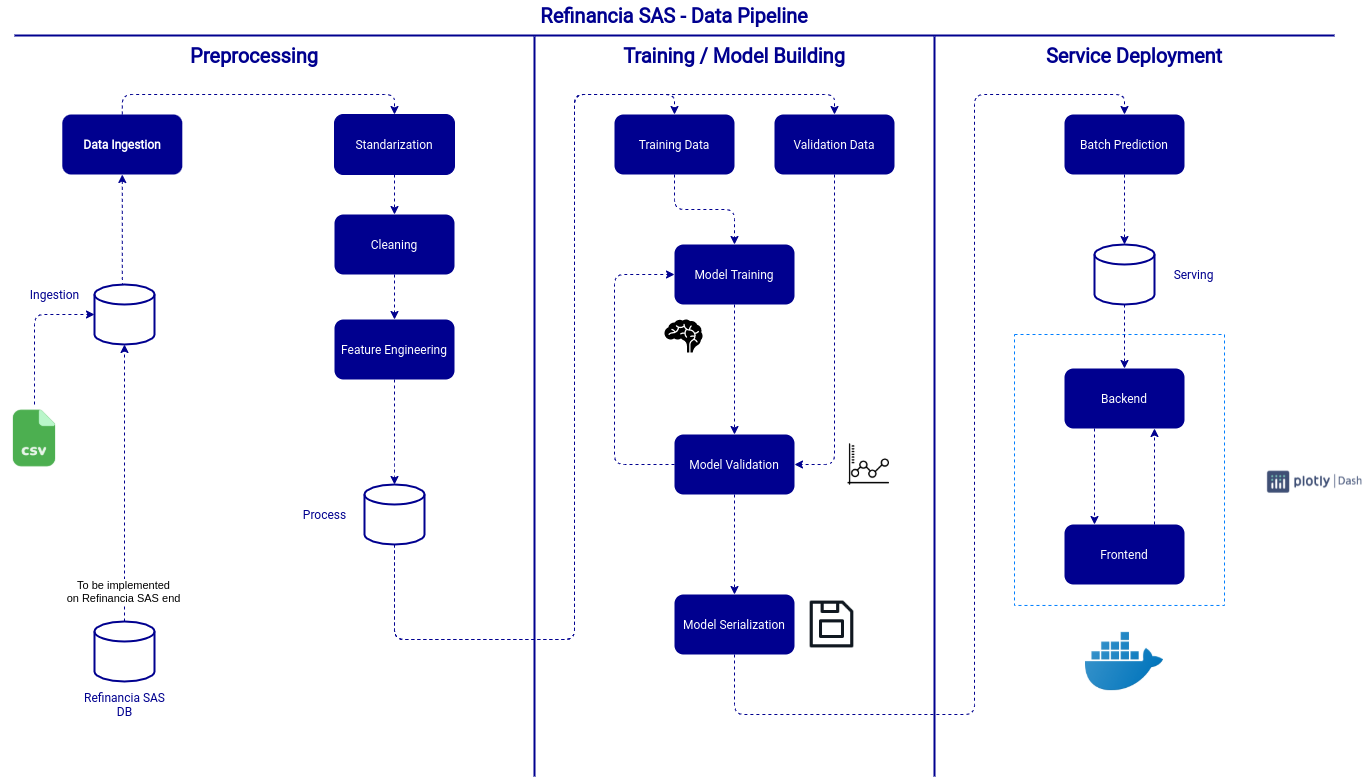 Refinancia SAS - Data Pipeline
Preprocessing
Training / Model Building
Service Deployment
Data Ingestion
Standarization
Training Data
Validation Data
Batch Prediction
Cleaning
Model Training
Serving
Ingestion
Feature Engineering
Backend
csv
Model Validation
plotly | Dash
Process
Frontend
To be implemented
on Refinancia SAS end
Model Serialization
Refinancia SAS
DB